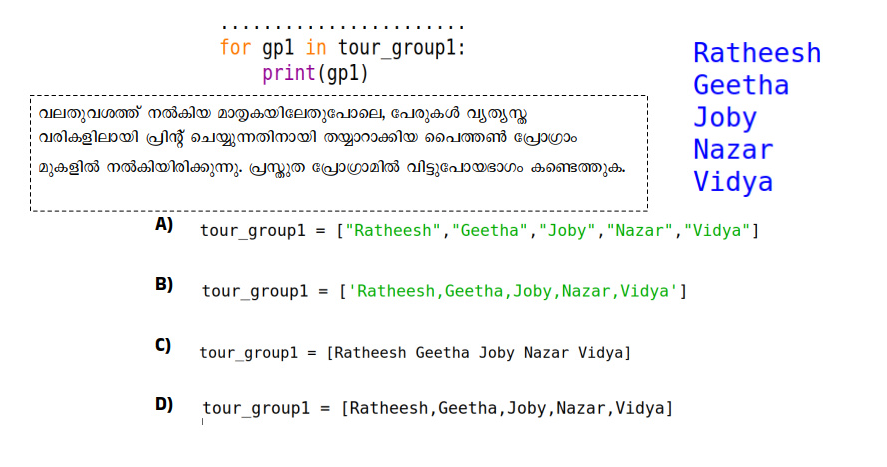 .......................
for gp1 in tour_group1:
print(gp1)
Ratheesh
Geetha
Joby
Nazar
Vidya
വലതുവശത്ത് നൽകിയ മാതൃകയിലേതുപോലെ, പേരുകൾ വ്യത്യസ്ത
വരികളിലായി പ്രിന്റ് ചെയ്യുന്നതിനായി തയ്യാറാക്കിയ പൈത്തൺ പ്രോഗ്രാം
മുകളിൽ നൽകിയിരിക്കുന്നു. പ്രസ്തുത പ്രോഗ്രാമിൽ വിട്ടുപോയഭാഗം കണ്ടെത്തുക.
A) tour_group1 = ["Ratheesh","Geetha","Joby","Nazar","Vidya"]
B) tour_group1 = ['Ratheesh,Geetha,Joby,Nazar,Vidya']
C) tour_group1 = [Ratheesh Geetha Joby Nazar Vidya]
D) tour_group1 = [Ratheesh,Geetha,Joby,Nazar,Vidya]